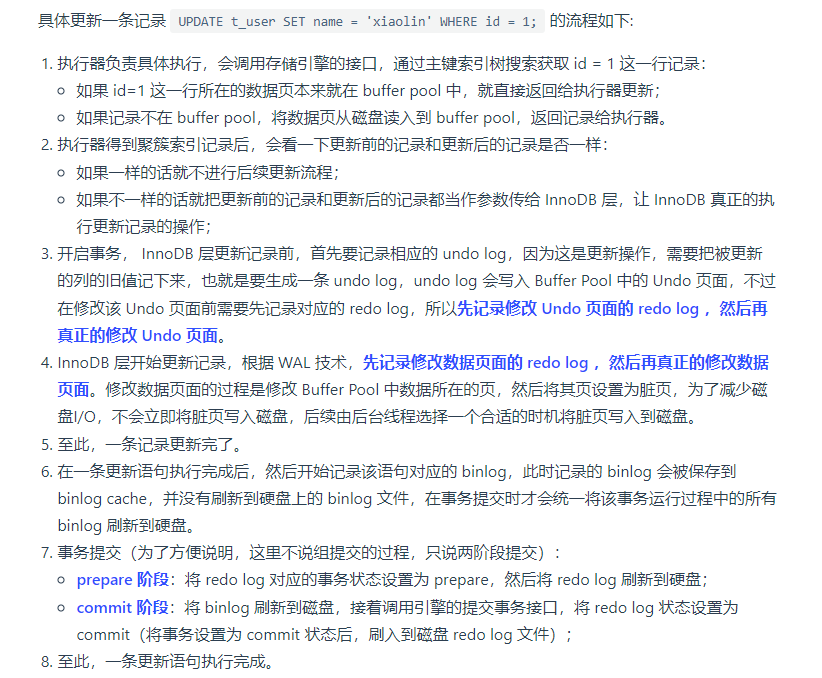 具体更新一条记录 UPDATE t_user SET name = 'xiaolin' WHERE id = 1; 的流程如下:
1. 执行器负责具体执行，会调用存储引擎的接口，通过主键索引树搜索获取 id = 1 这一行记录：
如果 id=1 这一行所在的数据页本来就在 buffer pool 中，就直接返回给执行器更新；
如果记录不在 buffer pool，将数据页从磁盘读入到 buffer pool，返回记录给执行器。
2. 执行器得到聚簇索引记录后，会看一下更新前的记录和更新后的记录是否一样：
如果一样的话就不进行后续更新流程；
如果不一样的话就把更新前的记录和更新后的记录都当作参数传给 InnoDB 层，让 InnoDB 真正的执
行更新记录的操作；
3. 开启事务， InnoDB 层更新记录前，首先要记录相应的 undo log，因为这是更新操作，需要把被更新
的列的旧值记下来，也就是要生成一条 undo log，undo log 会写入 Buffer Pool 中的 Undo 页面，不过
在修改该 Undo 页面前需要先记录对应的 redo log，所以先记录修改 Undo 页面的 redo log ，然后再
真正的修改 Undo 页面。
4. InnoDB 层开始更新记录，根据 WAL 技术，先记录修改数据页面的 redo log ，然后再真正的修改数据
页面。修改数据页面的过程是修改 Buffer Pool 中数据所在的页，然后将其页设置为脏页，为了减少磁
盘I/O，不会立即将脏页写入磁盘，后续由后台线程选择一个合适的时机将脏页写入到磁盘。
5. 至此，一条记录更新完了。
6. 在一条更新语句执行完成后，然后开始记录该语句对应的 binlog，此时记录的 binlog 会被保存到
binlog cache，并没有刷新到硬盘上的 binlog 文件，在事务提交时才会统一将该事务运行过程中的所有
binlog 刷新到硬盘。
7. 事务提交（为了方便说明，这里不说组提交的过程，只说两阶段提交）：
prepare 阶段：将 redo log 对应的事务状态设置为 prepare，然后将 redo log 刷新到硬盘；
commit 阶段：将 binlog 刷新到磁盘，接着调用引擎的提交事务接口，将 redo log 状态设置为
commit（将事务设置为 commit 状态后，刷入到磁盘 redo log 文件）；
8. 至此，一条更新语句执行完成。